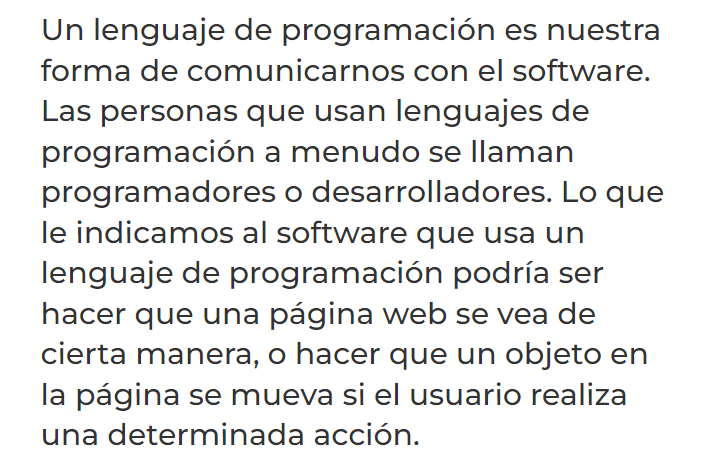 Un lenguaje de programación es nuestra
forma de comunicarnos con el software.
Las personas que usan lenguajes de
programación a menudo se llaman
programadores o desarrolladores. Lo que
le indicamos al software que usa un
lenguaje de programación podría ser
hacer que una página web se vea de
cierta manera, o hacer que un objeto en
la página se mueva si el usuario realiza
una determinada acción.